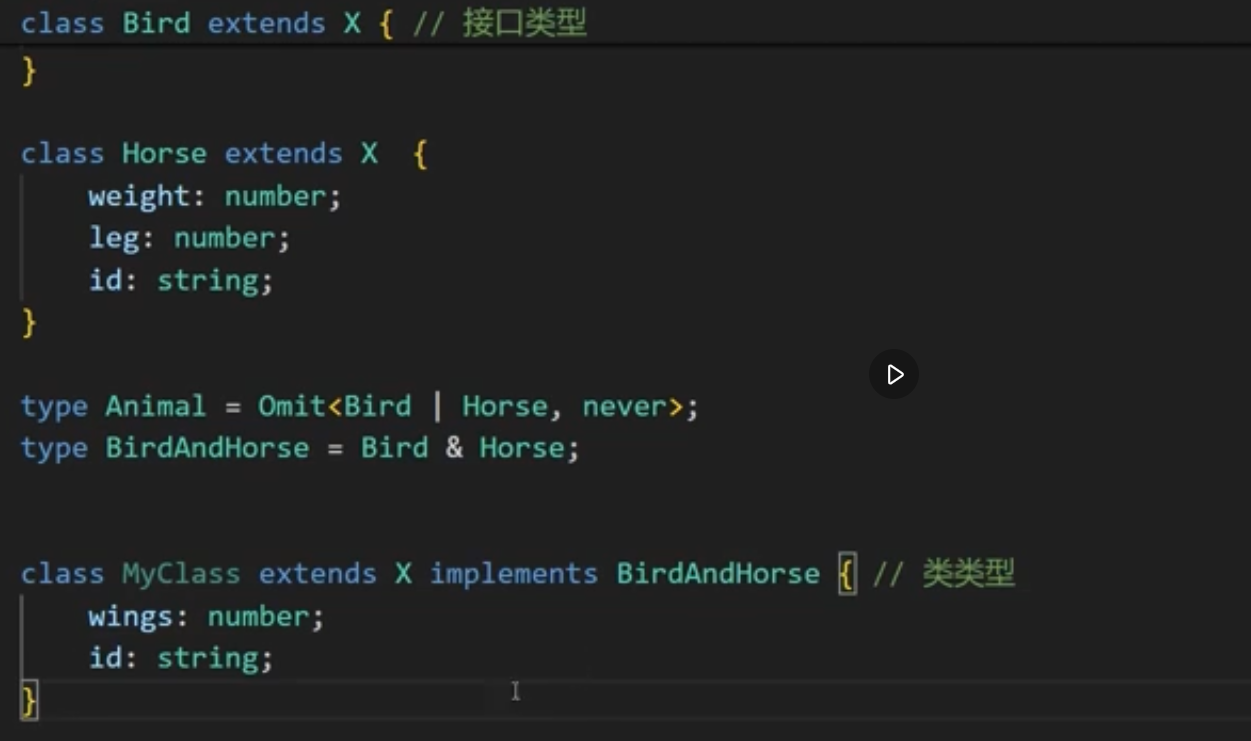 class Bird extends X { // 接口类型
}
class Horse extends X  {
    weight: number;
    leg: number;
    id: string;
}
type Animal = Omit<Bird | Horse, never>;
type BirdAndHorse = Bird & Horse;
class MyClass extends X implements BirdAndHorse { // 类类型
    wings: number;
    id: string;
}